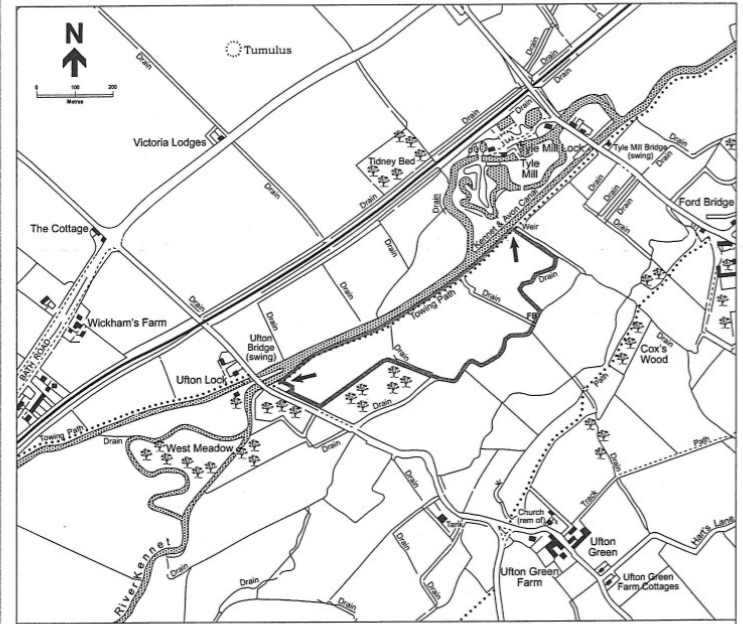 N
0 100 200
Metres
Drain
Tumulus
Drain
Drain
Drain
Drain
Victoria Lodges
Drain
Tidney Bed
Drain
Tyle Mill Lock
Tyle
Mill
Tyle Mill Bridge
(swing)
Drain
Ford Bridge
Drain
Drain
Drain
The Cottage
Kennet & Avon Canal
Weir
Drain
Drain
Towing Path
Drain
FB
Drain
Wickham's Farm
BATH ROAD
Drain
Ufton
Bridge
(swing)
Drain
Drain
Cox's
Wood
Path
Ufton Lock
Drain
Towing Path
Drain
West Meadow
Drain
Drain
Path
Drain
Track
Church
(rem of)
Tank
Drain
Ufton
Green
Hart's Lane
River Kennet
Drain
Drain
Drain
Ufton Green
Farm
Ufton Green
Farm Cottages